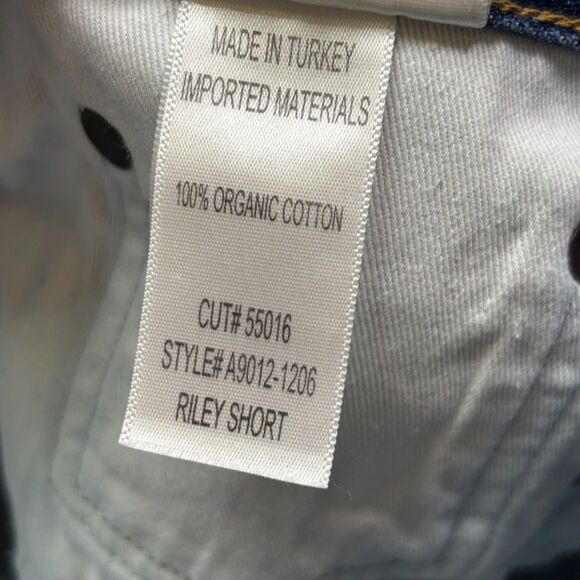 MADE IN TURKEY
IMPORTED MATERIALS
100% ORGANIC COTTON
CUT# 55016
STYLE# A9012-1206
RILEY SHORT